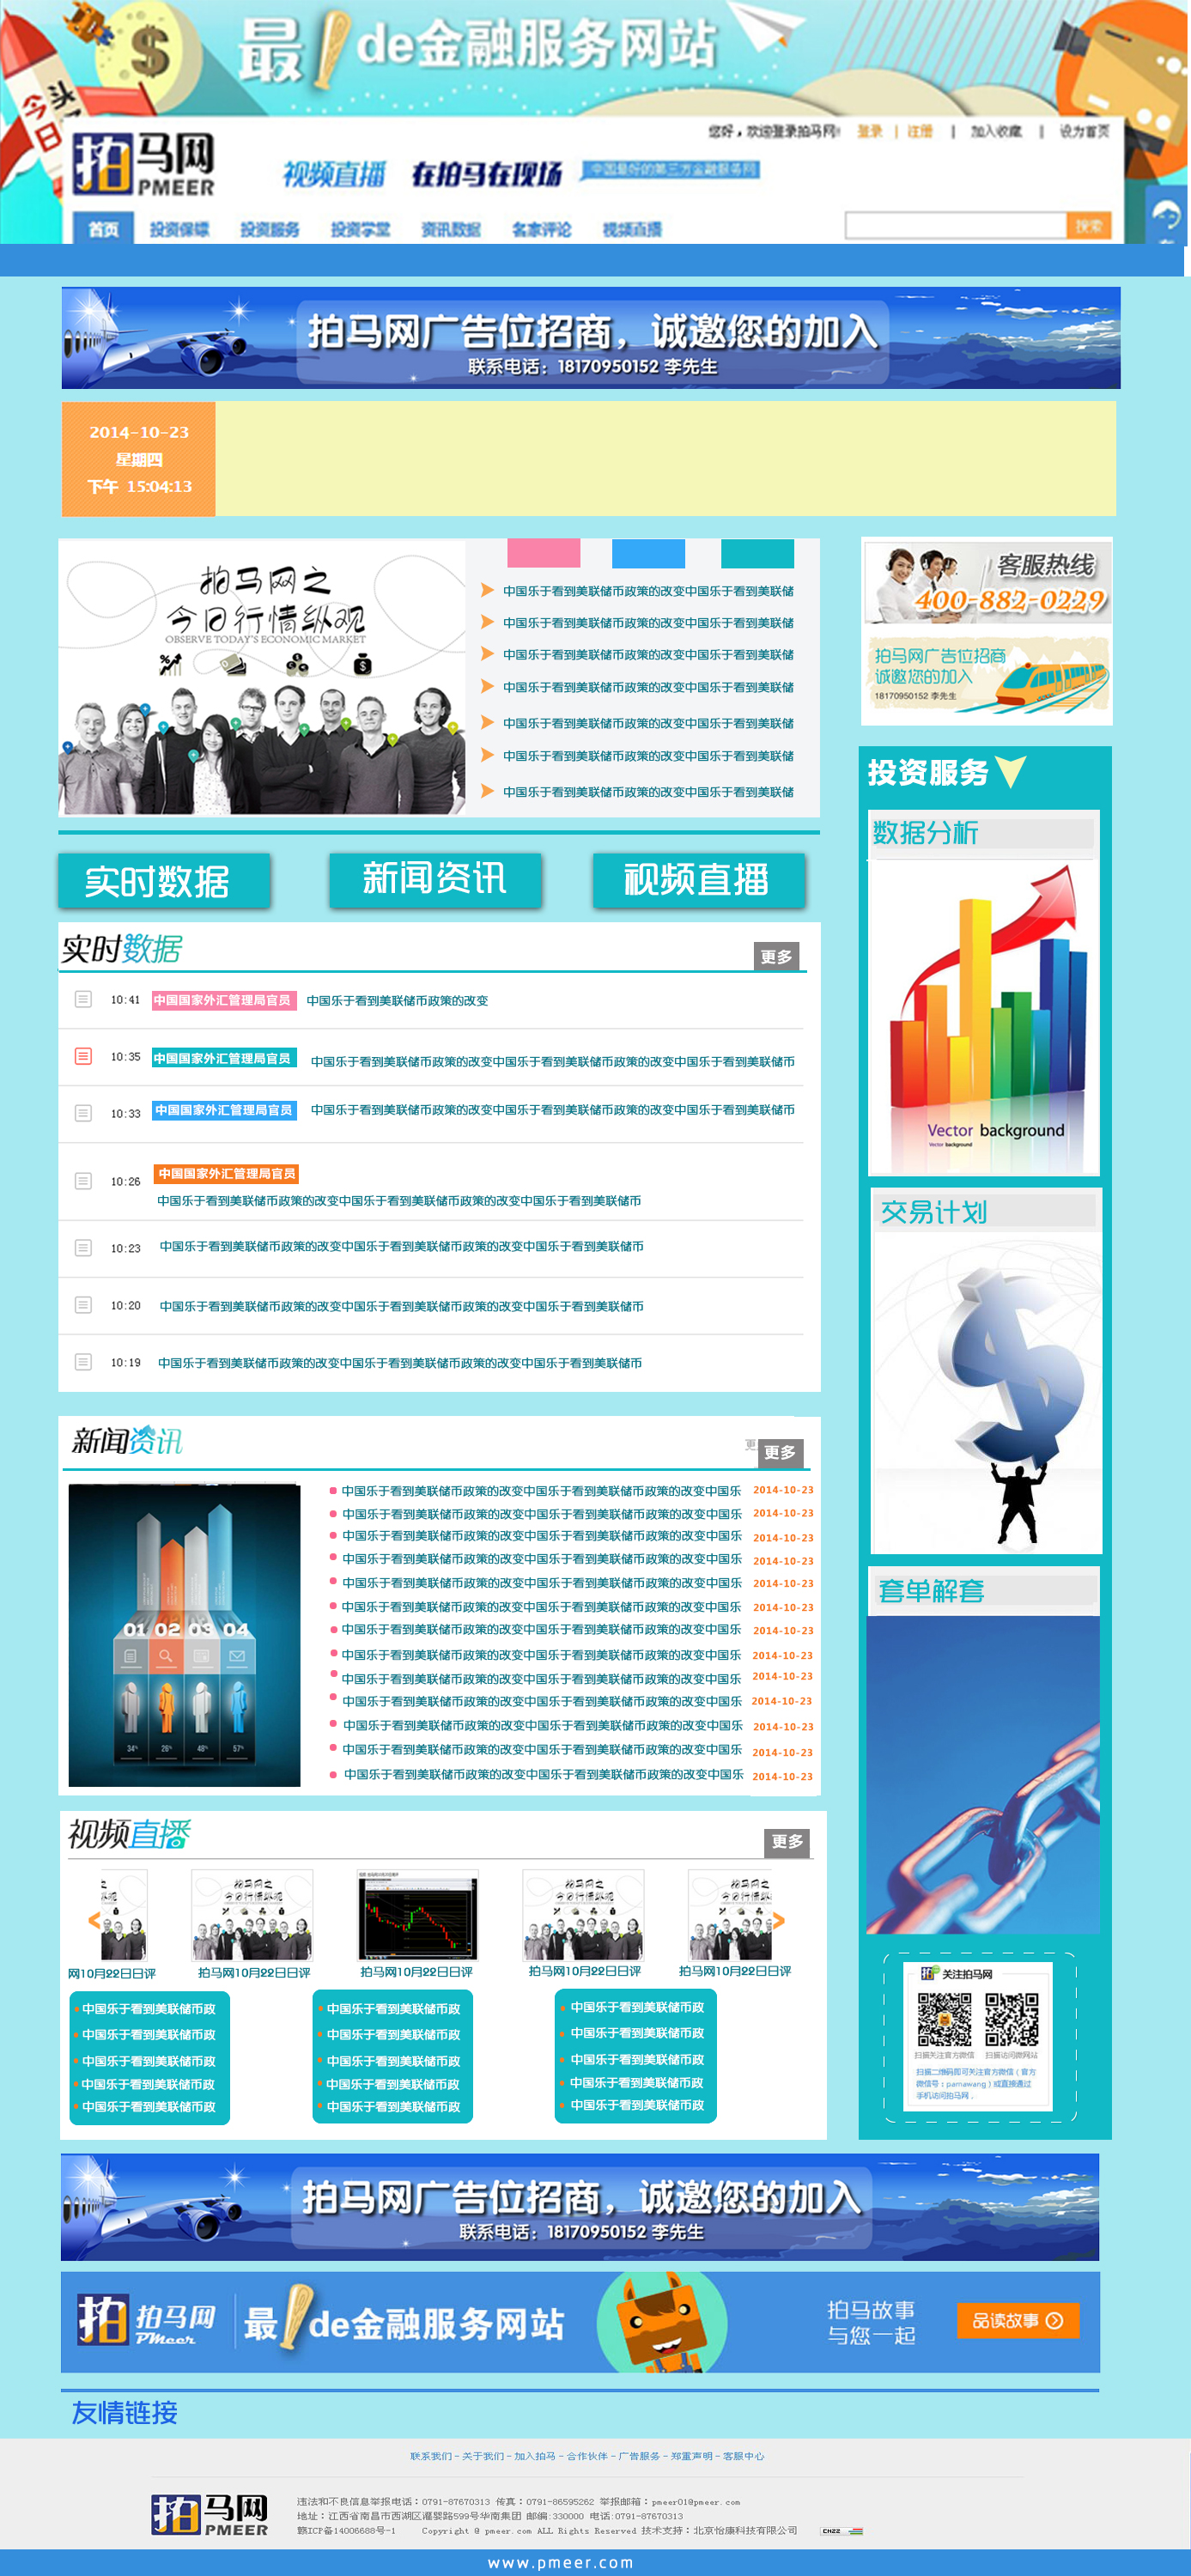 最 de金融服务网站
今日
头
您好，欢迎登录拍马网! 登录 | 注册 | 加入收藏 | 设为首页
拍马网
PMEER
视频直播 在拍马在现场 中国最好的第三方金融服务网
首页 投资保镖 投资服务 投资学堂 资讯数据 名家评论 视频直播 搜索
拍马网广告位招商，诚邀您的加入
联系电话：18170950152 李先生
2014-10-23
星期四
下午 15:04:13
拍马网之
今日行情纵观
OBSERVE TODAY'S ECONOMIC MARKET
中国乐于看到美联储币政策的改变中国乐于看到美联储
中国乐于看到美联储币政策的改变中国乐于看到美联储
中国乐于看到美联储币政策的改变中国乐于看到美联储
中国乐于看到美联储币政策的改变中国乐于看到美联储
中国乐于看到美联储币政策的改变中国乐于看到美联储
中国乐于看到美联储币政策的改变中国乐于看到美联储
中国乐于看到美联储币政策的改变中国乐于看到美联储
客服热线
400-882-0229
拍马网广告位招商
诚邀您的加入
18170950152 李先生
实时数据 新闻资讯 视频直播
实时数据 更多
10:41 中国国家外汇管理局官员 中国乐于看到美联储币政策的改变
10:35 中国国家外汇管理局官员 中国乐于看到美联储币政策的改变中国乐于看到美联储币政策的改变中国乐于看到美联储币
10:33 中国国家外汇管理局官员 中国乐于看到美联储币政策的改变中国乐于看到美联储币政策的改变中国乐于看到美联储币
10:26 中国国家外汇管理局官员
中国乐于看到美联储币政策的改变中国乐于看到美联储币政策的改变中国乐于看到美联储币
10:23 中国乐于看到美联储币政策的改变中国乐于看到美联储币政策的改变中国乐于看到美联储币
10:20 中国乐于看到美联储币政策的改变中国乐于看到美联储币政策的改变中国乐于看到美联储币
10:19 中国乐于看到美联储币政策的改变中国乐于看到美联储币政策的改变中国乐于看到美联储币
新闻资讯 更 更多
01 02 03 04
34% 26% 48% 57%
中国乐于看到美联储币政策的改变中国乐于看到美联储币政策的改变中国乐 2014-10-23
中国乐于看到美联储币政策的改变中国乐于看到美联储币政策的改变中国乐 2014-10-23
中国乐于看到美联储币政策的改变中国乐于看到美联储币政策的改变中国乐 2014-10-23
中国乐于看到美联储币政策的改变中国乐于看到美联储币政策的改变中国乐 2014-10-23
中国乐于看到美联储币政策的改变中国乐于看到美联储币政策的改变中国乐 2014-10-23
中国乐于看到美联储币政策的改变中国乐于看到美联储币政策的改变中国乐 2014-10-23
中国乐于看到美联储币政策的改变中国乐于看到美联储币政策的改变中国乐 2014-10-23
中国乐于看到美联储币政策的改变中国乐于看到美联储币政策的改变中国乐 2014-10-23
中国乐于看到美联储币政策的改变中国乐于看到美联储币政策的改变中国乐 2014-10-23
中国乐于看到美联储币政策的改变中国乐于看到美联储币政策的改变中国乐 2014-10-23
中国乐于看到美联储币政策的改变中国乐于看到美联储币政策的改变中国乐 2014-10-23
中国乐于看到美联储币政策的改变中国乐于看到美联储币政策的改变中国乐 2014-10-23
中国乐于看到美联储币政策的改变中国乐于看到美联储币政策的改变中国乐 2014-10-23
视频直播 更多
拍马网之
今日行情纵观
拍马网之
今日行情纵观
网10月22日日评 拍马网10月22日日评 拍马网10月22日日评 拍马网10月22日日评 拍马网10月22日日评
中国乐于看到美联储币政 中国乐于看到美联储币政 中国乐于看到美联储币政
中国乐于看到美联储币政 中国乐于看到美联储币政 中国乐于看到美联储币政
中国乐于看到美联储币政 中国乐于看到美联储币政 中国乐于看到美联储币政
中国乐于看到美联储币政 中国乐于看到美联储币政 中国乐于看到美联储币政
中国乐于看到美联储币政 中国乐于看到美联储币政 中国乐于看到美联储币政
投资服务
数据分析
Vector background
Vector background
交易计划
套单解套
拍 关注拍马网
扫描关注官方微信 扫描访问微网站
扫描二维码即可关注官方微信（官方
微信号：pamawang）或直接通过
手机访问拍马网。
拍马网广告位招商，诚邀您的加入
联系电话：18170950152 李先生
拍 拍马网
PMeer
最 de金融服务网站
拍马故事
与您一起
品读故事
友情链接
联系我们 - 关于我们 - 加入拍马 - 合作伙伴 - 广告服务 - 郑重声明 - 客服中心
拍马网
PMEER
违法和不良信息举报电话：0791-87670313 传真：0791-86595262 举报邮箱：pmeer01@pmeer.com
地址：江西省南昌市西湖区灌婴路599号华南集团 邮编:330000 电话:0791-87670313
赣ICP备14006688号-1 Copyright @ pmeer.com ALL Rights Reserved 技术支持：北京怡康科技有限公司 CNZZ
www.pmeer.com